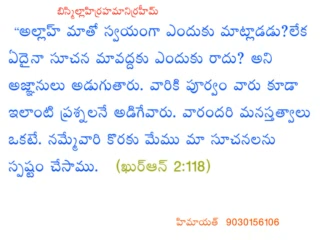 బిస్మిల్లాహిర్రహమానిర్రహీమ్
“అల్లాహ్ మాతో స్వయంగా ఎందుకు మాట్లాడడు?లేక
ఏదైనా సూచన మావద్దకు ఎందుకు రాదు? అని
అజ్ఞానులు అడుగుతారు. వారికి పూర్వం వారు కూడా
ఇలాంటి ప్రశ్నలనే అడిగేవారు. వారందరి మనస్తత్వాలు
ఒకటే. నమ్మేవారి కొరకు మేము మా సూచనలను
స్పష్టం చేసాము. (ఖుర్ఆన్ 2:118)
హిమాయత్ 9030156106